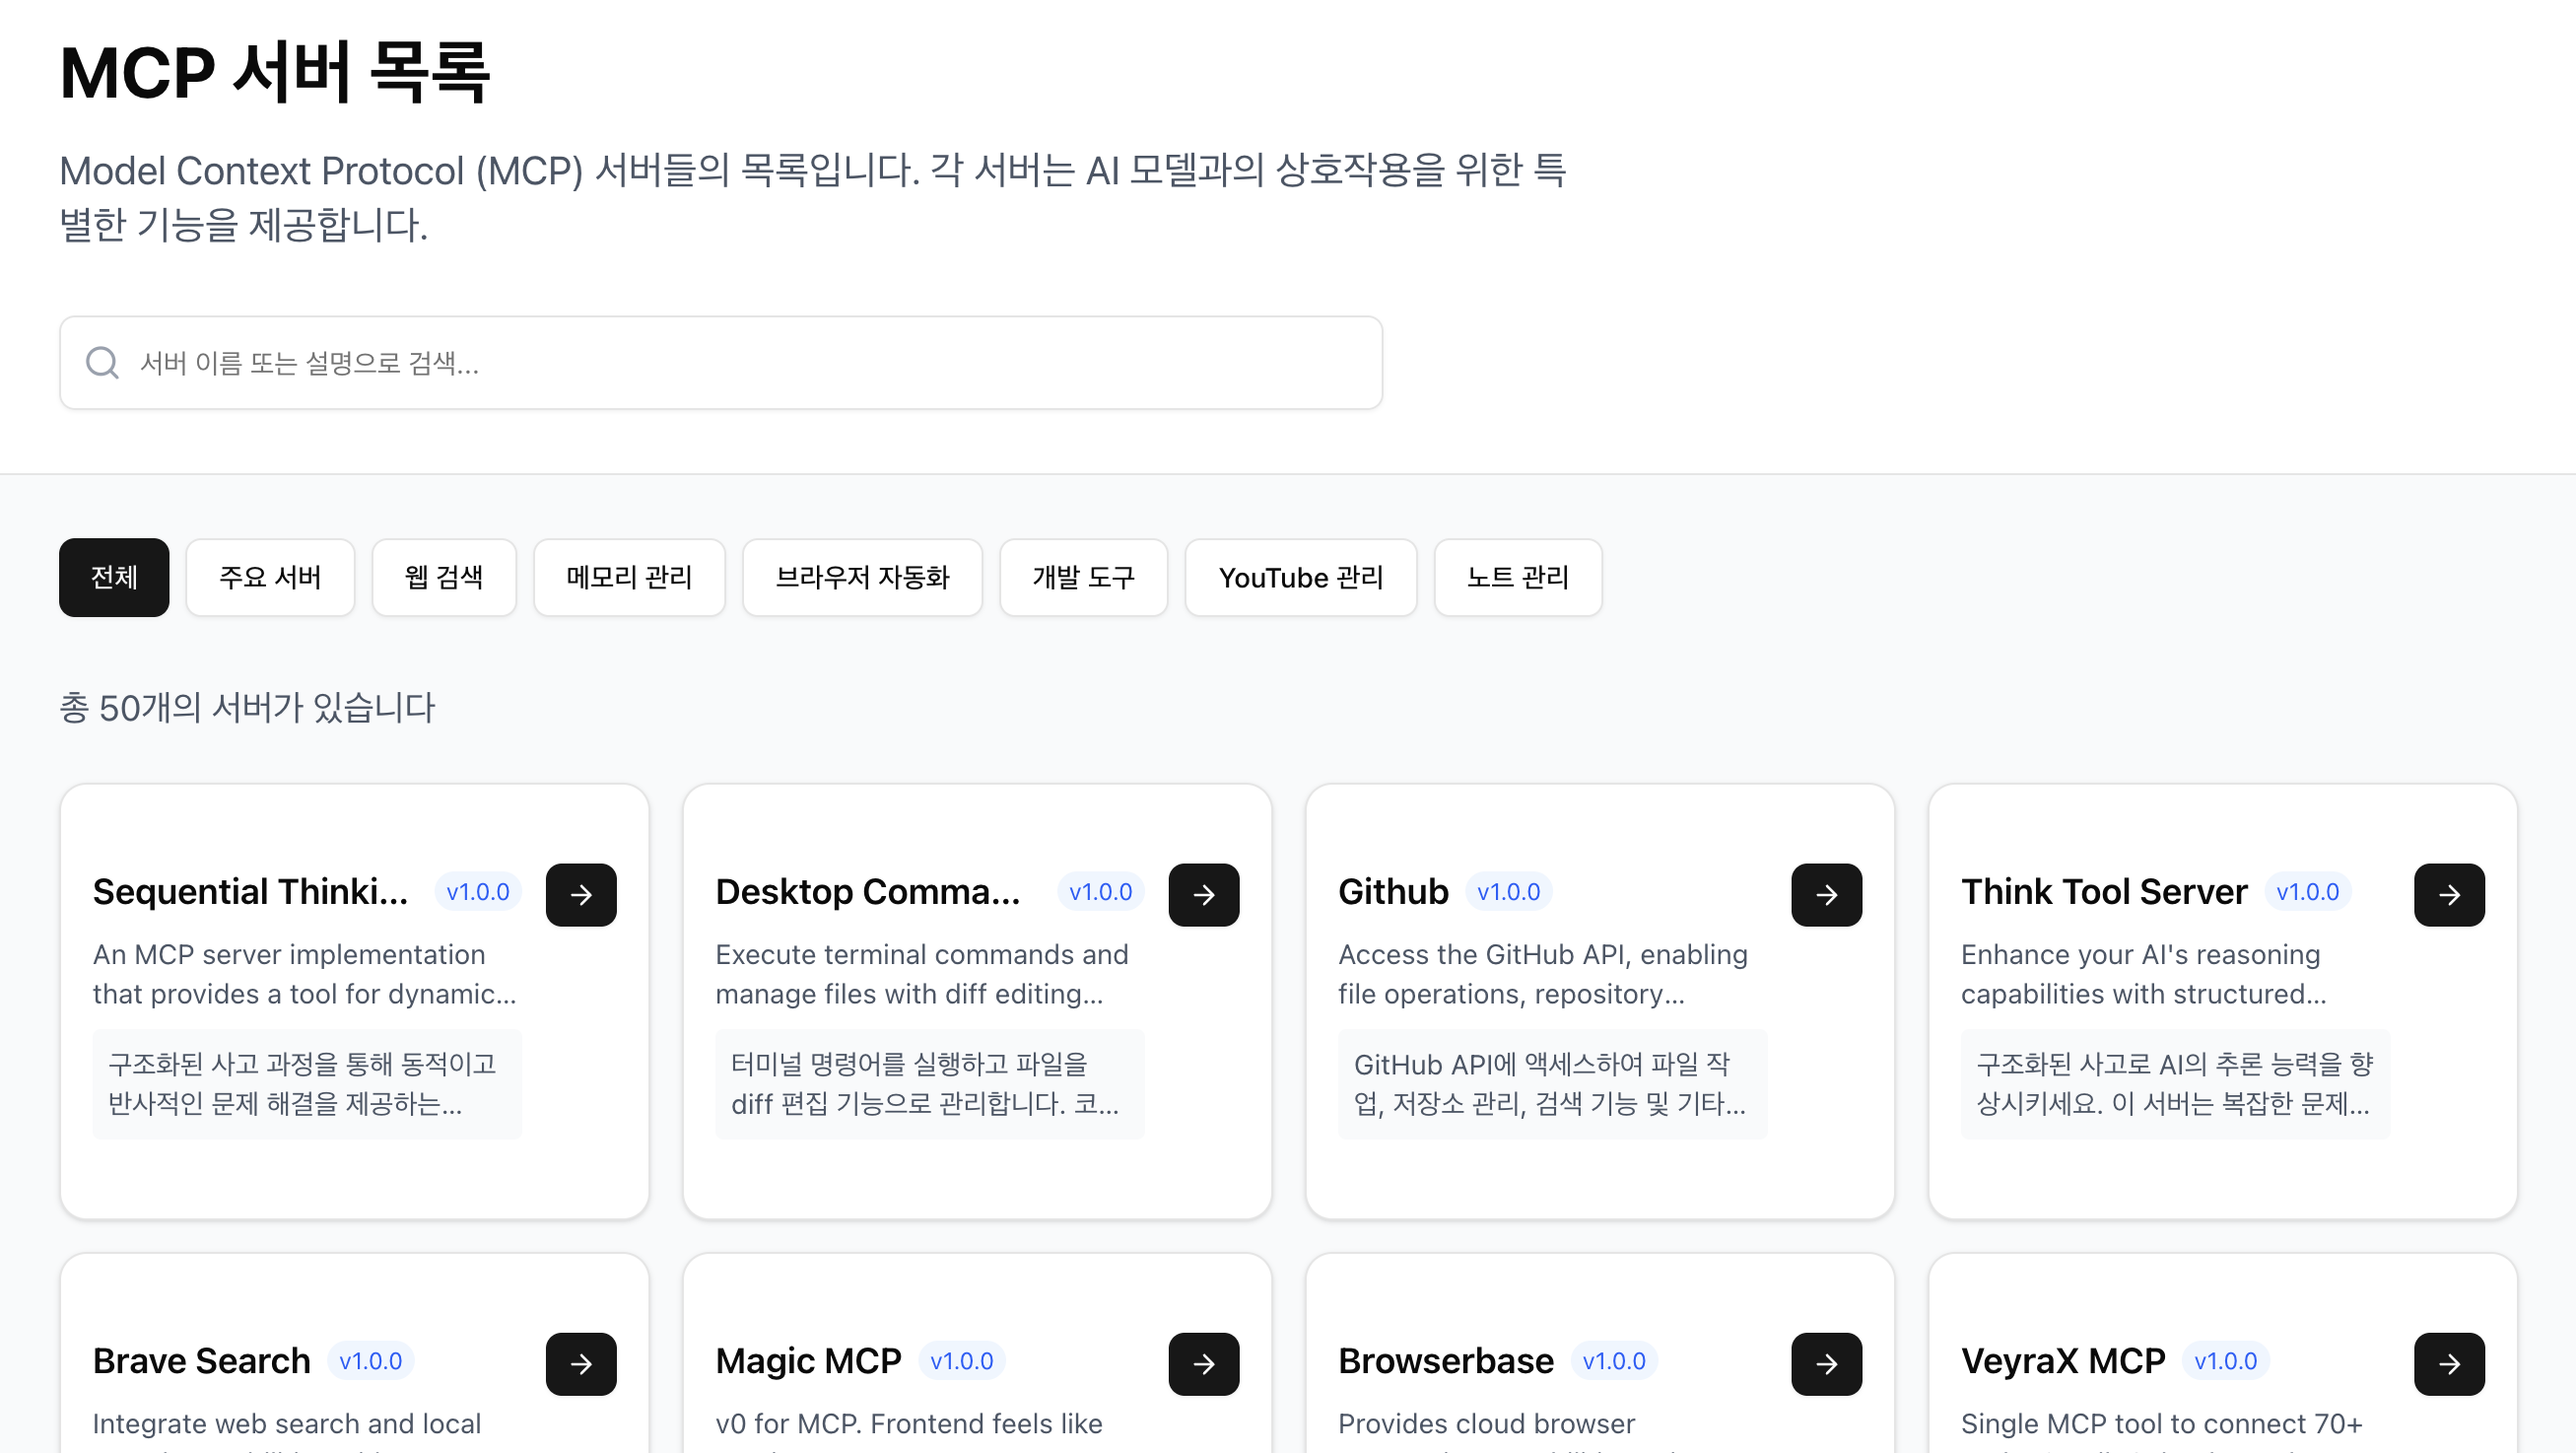 MCP 서버 목록
Model Context Protocol (MCP) 서버들의 목록입니다. 각 서버는 AI 모델과의 상호작용을 위한 특
별한 기능을 제공합니다.
서버 이름 또는 설명으로 검색...
전체 주요 서버 웹 검색 메모리 관리 브라우저 자동화 개발 도구 YouTube 관리 노트 관리
총 50개의 서버가 있습니다
Sequential Thinki... v1.0.0
An MCP server implementation
that provides a tool for dynamic...
구조화된 사고 과정을 통해 동적이고
반사적인 문제 해결을 제공하는...
Desktop Comma... v1.0.0
Execute terminal commands and
manage files with diff editing...
터미널 명령어를 실행하고 파일을
diff 편집 기능으로 관리합니다. 코...
Github v1.0.0
Access the GitHub API, enabling
file operations, repository...
GitHub API에 액세스하여 파일 작
업, 저장소 관리, 검색 기능 및 기타...
Think Tool Server v1.0.0
Enhance your AI's reasoning
capabilities with structured...
구조화된 사고로 AI의 추론 능력을 향
상시키세요. 이 서버는 복잡한 문제...
Brave Search v1.0.0
Integrate web search and local
Magic MCP v1.0.0
v0 for MCP. Frontend feels like
Browserbase v1.0.0
Provides cloud browser
VeyraX MCP v1.0.0
Single MCP tool to connect 70+